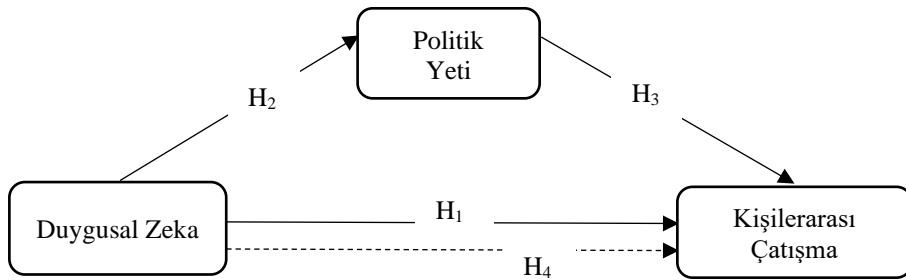 Politik
Yeti
H₂
H₃
Duygusal Zeka
H₁
Kişilerarası
Çatışma
H₄